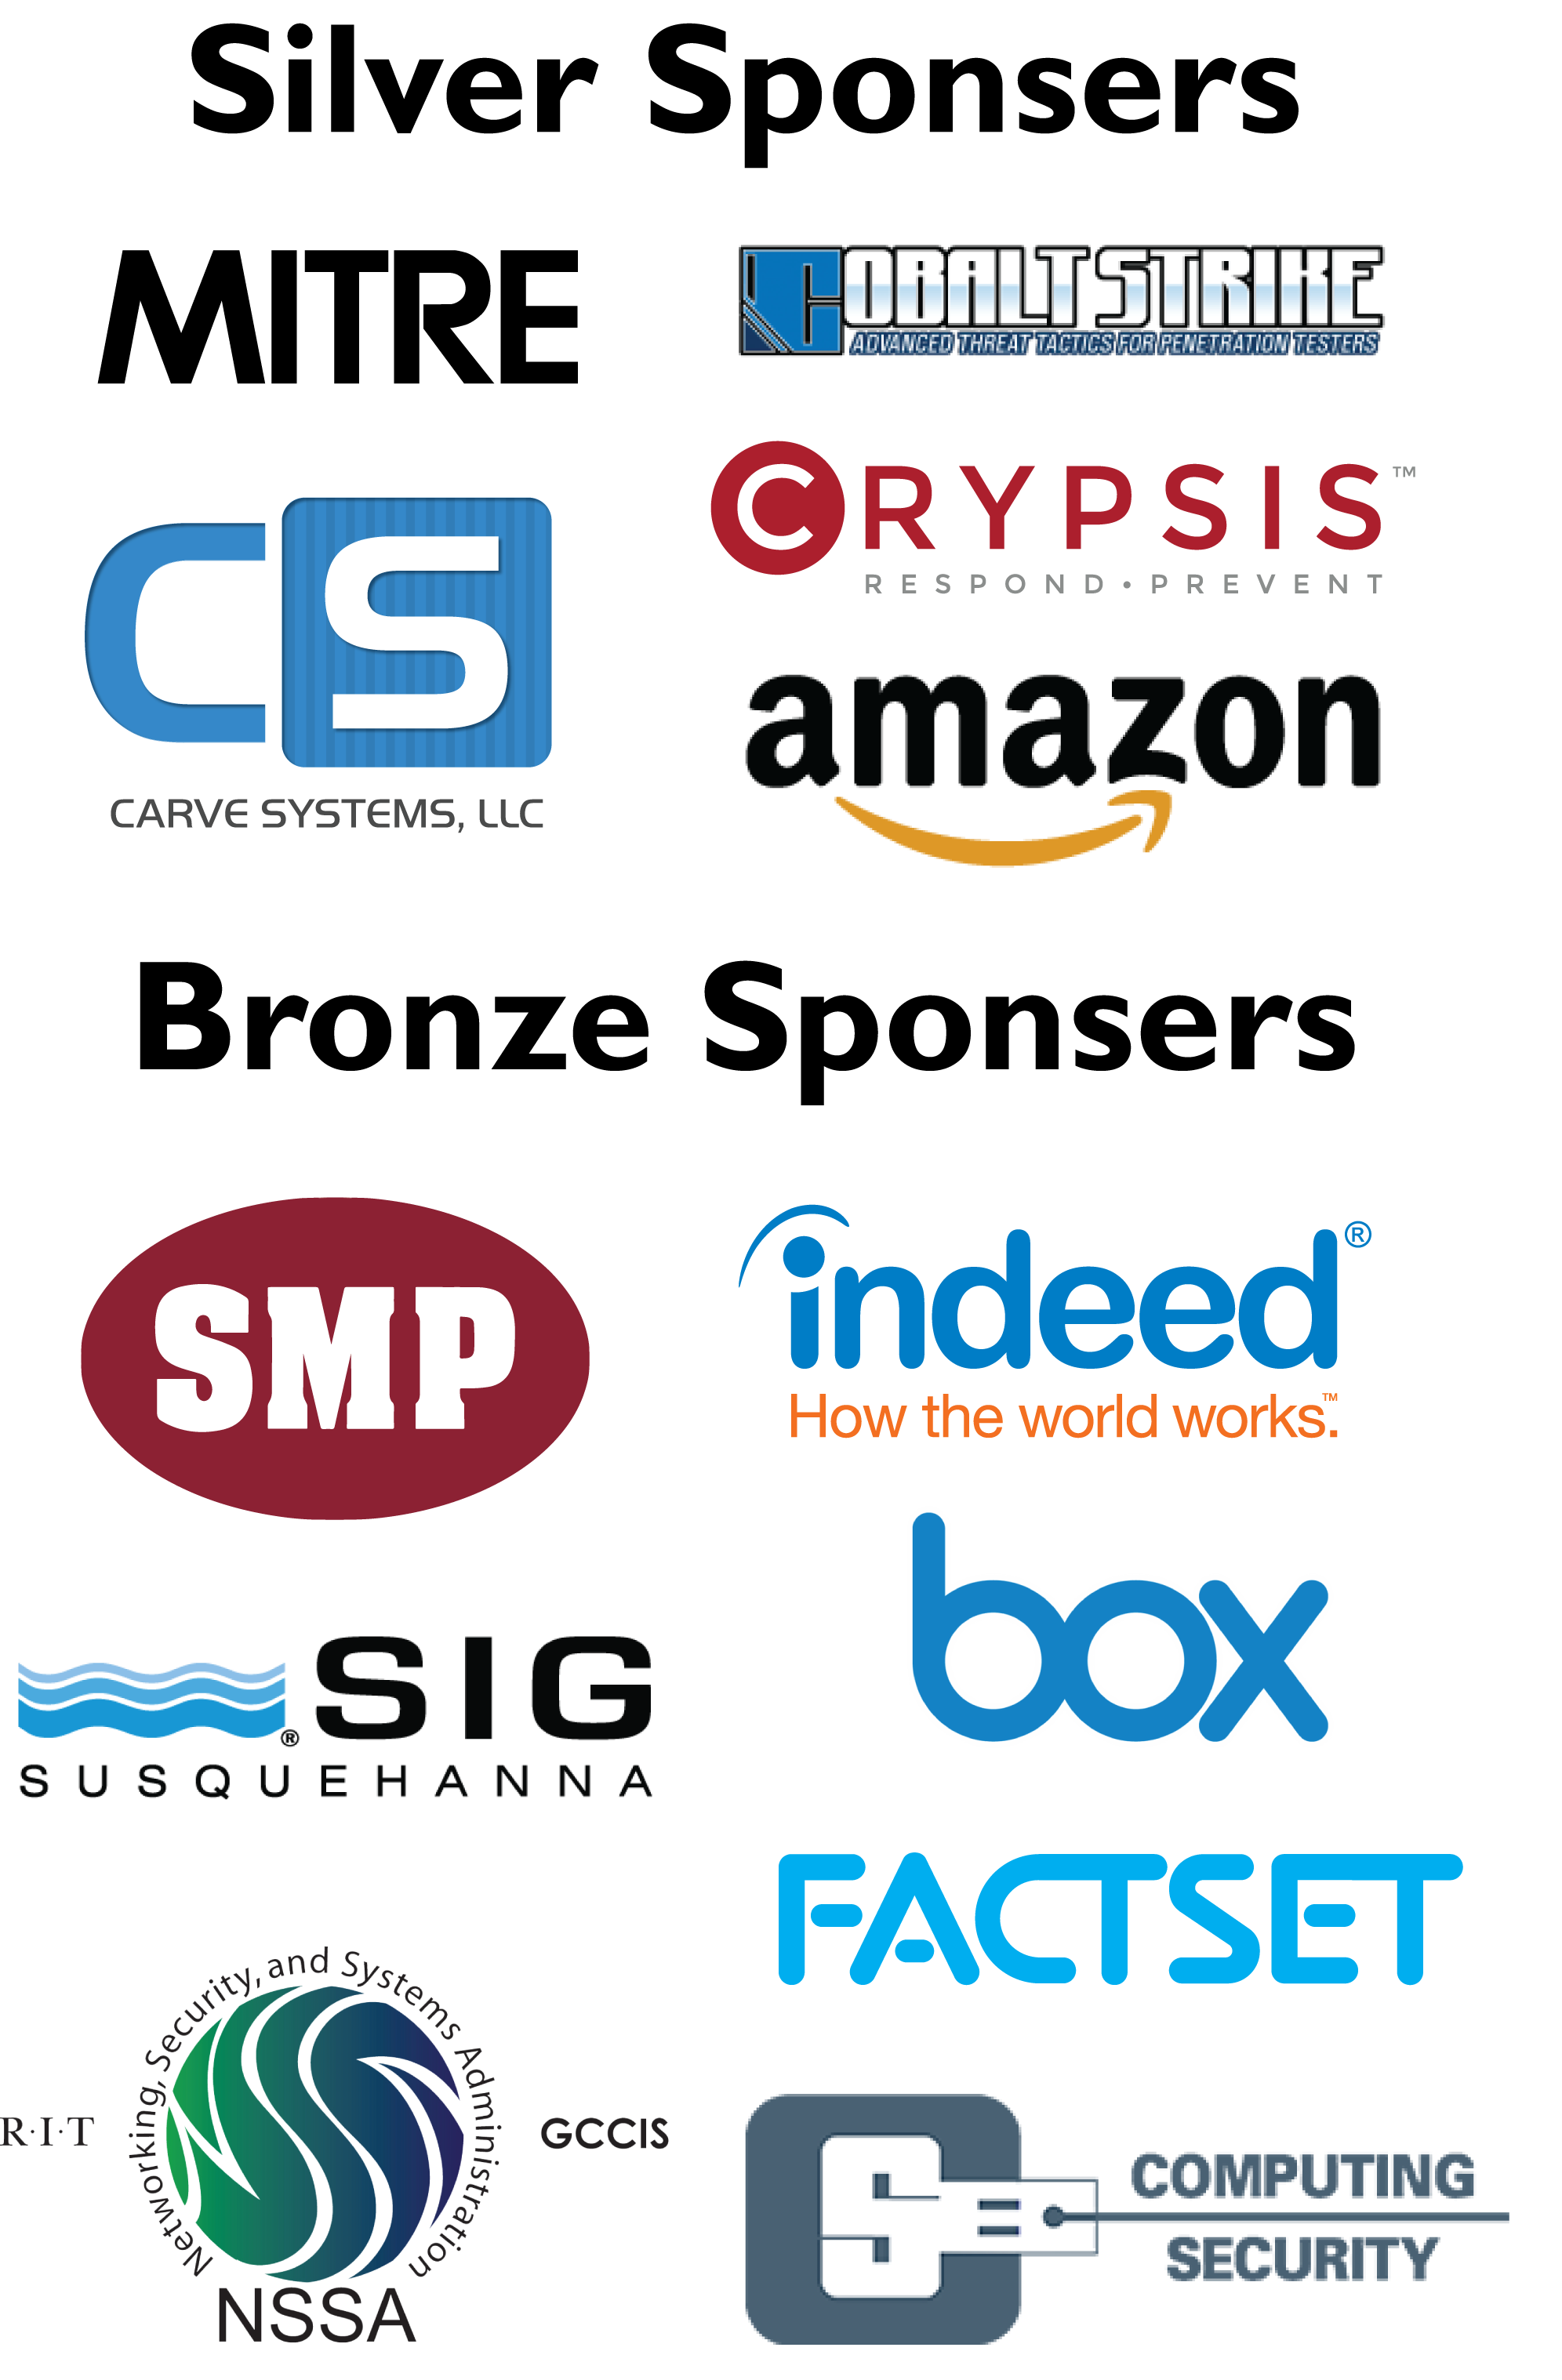 Silver Sponsers
MITRE
COBALT STRIKE
ADVANCED THREAT TACTICS FOR PENETRATION TESTERS
CS
CARVE SYSTEMS, LLC
CRYPSIS™
RESPOND • PREVENT
amazon
Bronze Sponsers
SMP
indeed®
How the world works.™
box
SIG
®
SUSQUEHANNA
FACTSET
Networking, Security, and Systems Administration
R·I·T
GCCIS
NSSA
COMPUTING
SECURITY